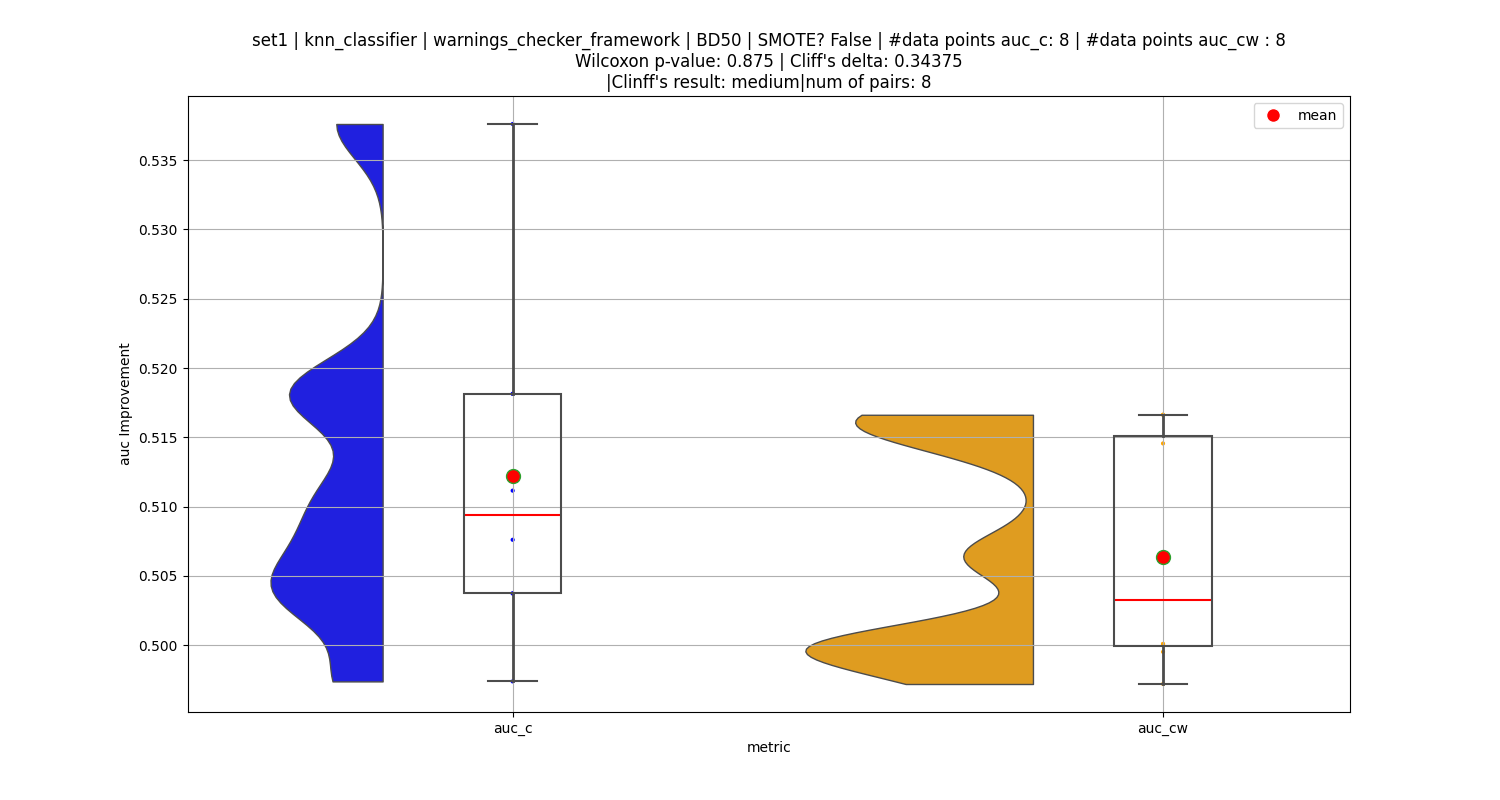 set1 | knn_classifier | warnings_checker_framework | BD50 | SMOTE? False | #data points auc_c: 8 | #data points auc_cw : 8
Wilcoxon p-value: 0.875 | Cliff's delta: 0.34375
|Clinff's result: medium|num of pairs: 8
mean
0.535
0.530
0.525
0.520
0.515
0.510
0.505
0.500
auc Improvement
auc_c
auc_cw
metric